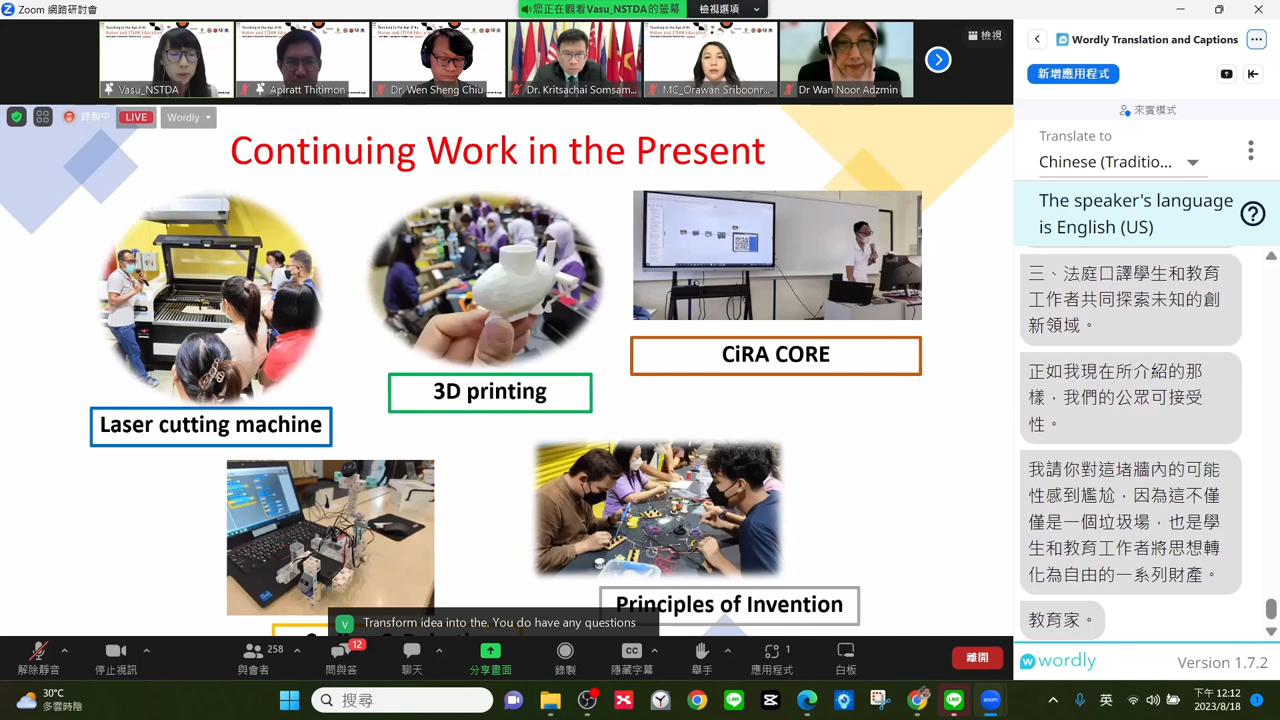 Zoom 網路研討會
您正在觀看Vasu_NSTDA的螢幕
檢視選項
Vasu_NSTDA
Apiratt Thitimon...
Dr. Wen Sheng Chiu
Dr. Kritsachai Somsam...
MC_Orawan Sriboonr...
Dr Wan Noor Adzmin
檢視
錄製中
LIVE
Wordly
Continuing Work in the Present
Laser cutting machine
3D printing
CiRA CORE
Principles of Invention
V
Transform idea into the. You do have any questions
解除靜音
停止視訊
258
與會者
12
問與答
聊天
分享畫面
錄製
CC
隱藏字幕
舉手
1
應用程式
白板
離開
Wordly Translation and Captions
新增應用程式
來賓模式
Translate to
Chinese (Traditio...
The speaker's language
is English (US)
三、法庭口譯學生和教育
工作者共同探索未知的創
新領域。
正如我現在所介紹的那
樣，我們的公眾可接受
性。
我請你對這堵牆內的可能
性感到尷尬，因為這不僅
僅是一個垃圾場，也是學
生和教育工作者將思想轉
化為自由的一系列財產。
教育家。
wordly
Version 1.7.2
30°C
多雲時陰
搜尋
英
下午 12:12
2023/8/18
1